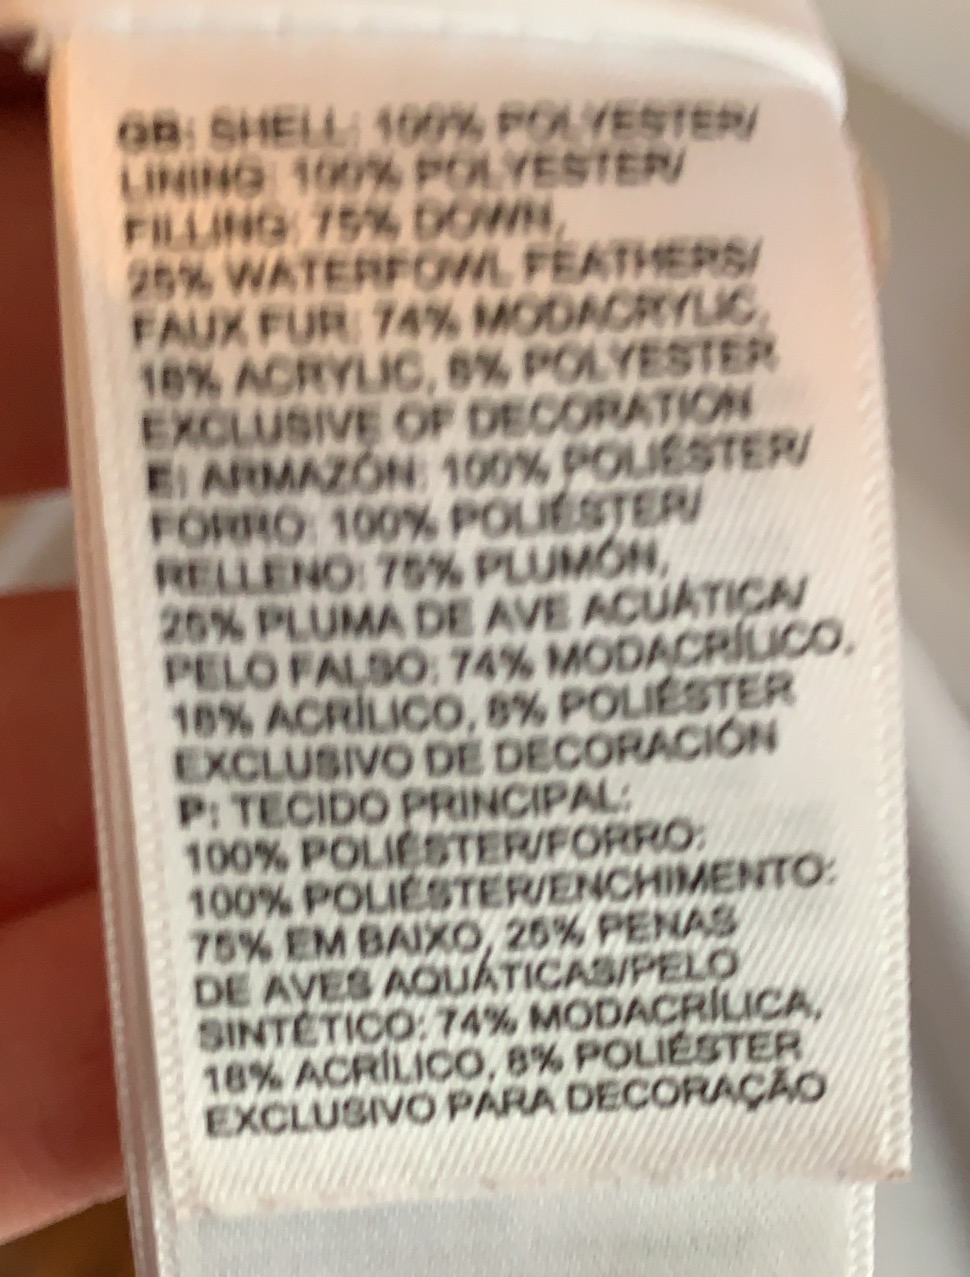 GB: SHELL: 100% POLYESTER/
LINING: 100% POLYESTER/
FILLING: 75% DOWN,
25% WATERFOWL FEATHERS/
FAUX FUR: 74% MODACRYLIC,
18% ACRYLIC, 8% POLYESTER
EXCLUSIVE OF DECORATION
E: ARMAZÓN: 100% POLIÉSTER/
FORRO: 100% POLIÉSTER/
RELLENO: 75% PLUMÓN,
25% PLUMA DE AVE ACUÁTICA/
PELO FALSO: 74% MODACRÍLICO,
18% ACRÍLICO, 8% POLIÉSTER
EXCLUSIVO DE DECORACIÓN
P: TECIDO PRINCIPAL:
100% POLIÉSTER/FORRO:
100% POLIÉSTER/ENCHIMENTO:
75% EM BAIXO, 25% PENAS
DE AVES AQUÁTICAS/PELO
SINTÉTICO: 74% MODACRÍLICA,
18% ACRÍLICO, 8% POLIÉSTER
EXCLUSIVO PARA DECORAÇÃO